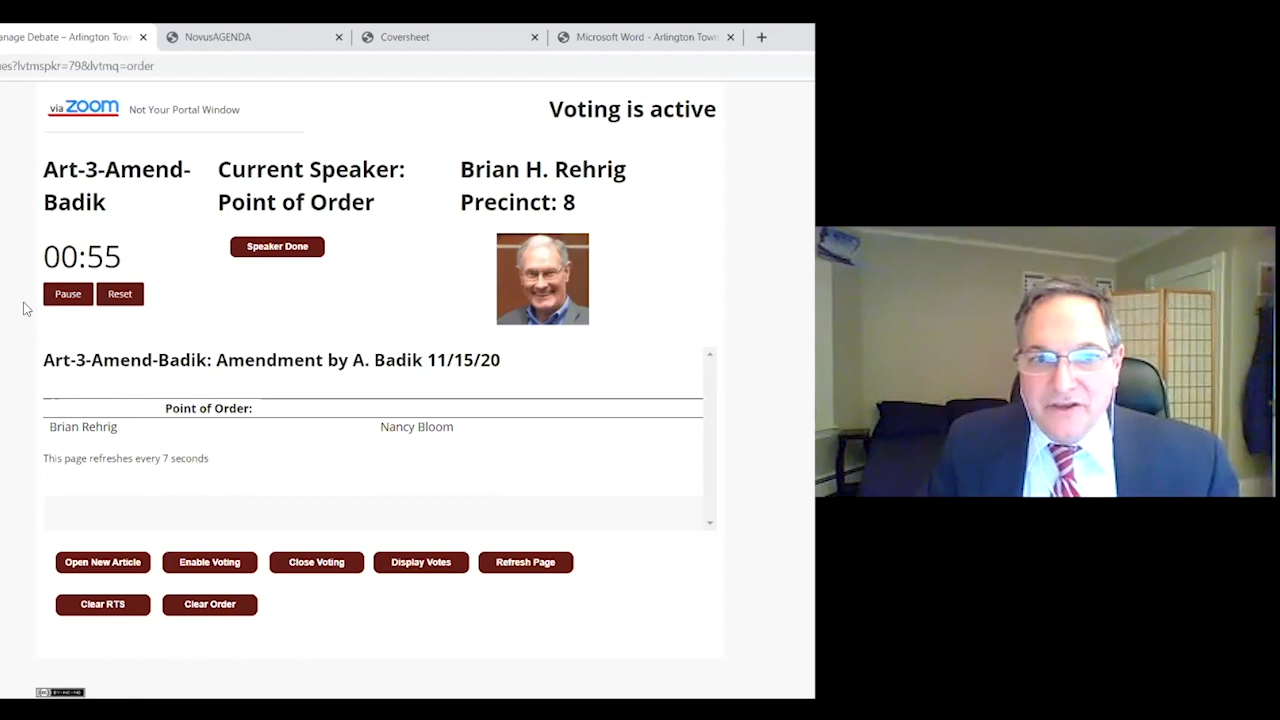 anage Debate – Arlington Tow
NovusAGENDA
Coversheet
Microsoft Word - Arlington Town
ues?lvtmspkr=79&lvtmq=order
via zoom Not Your Portal Window
Voting is active
Art-3-Amend-
Badik
Current Speaker:
Point of Order
Brian H. Rehrig
Precinct: 8
00:55
Speaker Done
Pause
Reset
Art-3-Amend-Badik: Amendment by A. Badik 11/15/20
Point of Order:
Brian Rehrig
Nancy Bloom
This page refreshes every 7 seconds
Open New Article
Enable Voting
Close Voting
Display Votes
Refresh Page
Clear RTS
Clear Order